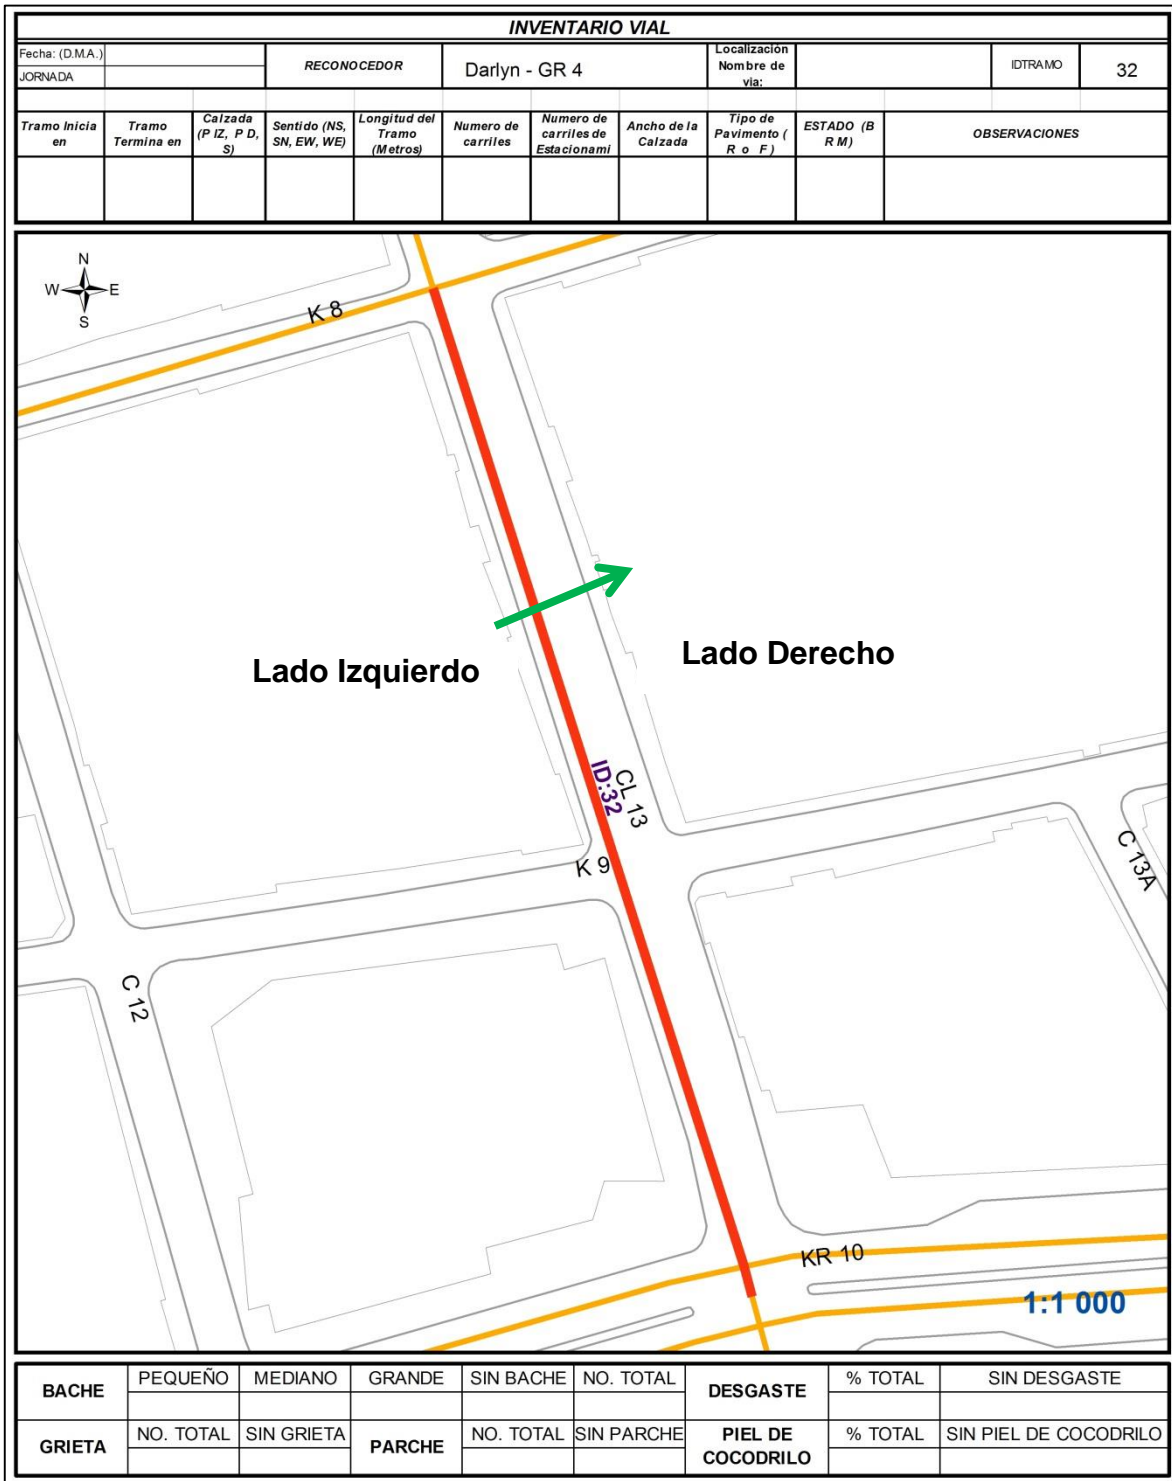 INVENTARIO VIAL
Fecha: (D.M.A.)
JORNADA
RECONOCEDOR
Darlyn - GR 4
Localización
Nombre de
via:
IDTRAMO
32
Tramo Inicia
en
Tramo
Termina en
Calzada
(P IZ, P D,
S)
Sentido (NS,
SN, EW, WE)
Longitud del
Tramo
(Metros)
Numero de
carriles
Numero de
carriles de
Estacionami
Ancho de la
Calzada
Tipo de
Pavimento (
R o F)
ESTADO (B
R M)
OBSERVACIONES
N
W E
S
K 8
Lado Izquierdo
Lado Derecho
ID:32
CL 13
K 9
C 13A
C 12
KR 10
1:1 000
BACHE
PEQUEÑO MEDIANO GRANDE SIN BACHE NO. TOTAL
DESGASTE
% TOTAL SIN DESGASTE
GRIETA
NO. TOTAL SIN GRIETA
PARCHE
NO. TOTAL SIN PARCHE
PIEL DE
COCODRILO
% TOTAL SIN PIEL DE COCODRILO